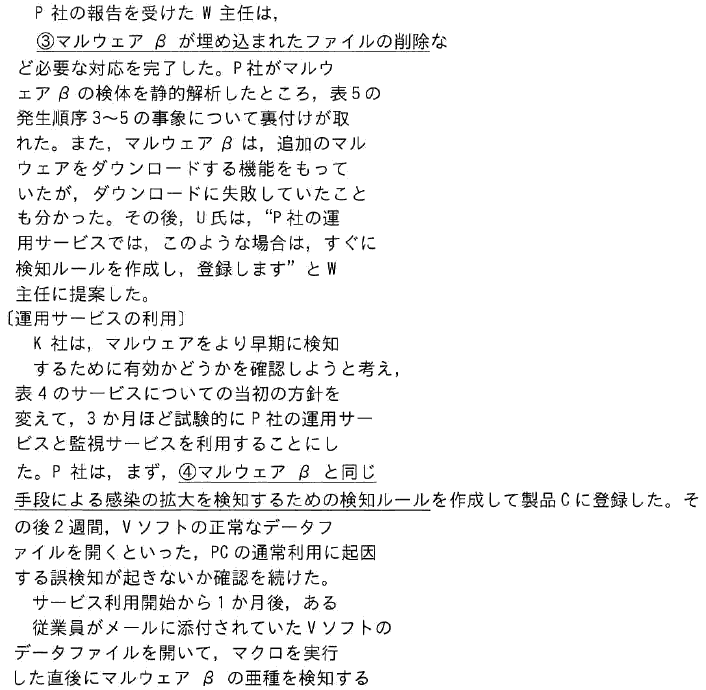 P 社の報告を受けた W 主任は，
③マルウェア β が埋め込まれたファイルの削除な
ど必要な対応を完了した。P社がマルウ
ェア β の検体を静的解析したところ，表5の
発生順序3〜5の事象について裏付けが取
れた。また，マルウェア β は，追加のマル
ウェアをダウンロードする機能をもって
いたが，ダウンロードに失敗していたこと
も分かった。その後，U氏は，“P社の運
用サービスでは，このような場合は，すぐに
検知ルールを作成し，登録します”とW
主任に提案した。
〔運用サービスの利用〕
K 社は，マルウェアをより早期に検知
するために有効かどうかを確認しようと考え，
表4のサービスについての当初の方針を
変えて，3か月ほど試験的にP社の運用サー
ビスと監視サービスを利用することにし
た。P 社は，まず，④マルウェア β と同じ
手段による感染の拡大を検知するための検知ルールを作成して製品Cに登録した。そ
の後2週間，Vソフトの正常なデータフ
ァイルを開くといった，PCの通常利用に起因
する誤検知が起きないか確認を続けた。
サービス利用開始から1か月後，ある
従業員がメールに添付されていたVソフトの
データファイルを開いて，マクロを実行
した直後にマルウェア β の亜種を検知する